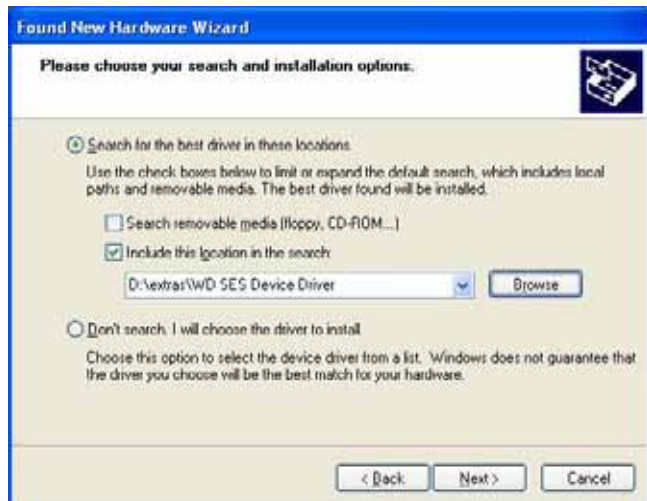 Found New Hardware Wizard
Please choose your search and installation options.
Search for the best driver in these locations.
Use the check boxes below to limit or expand the default search, which includes local
paths and removable media. The best driver found will be installed.
Search removable media (floppy, CD-ROM...)
Include this location in the search:
D:\extras\WD SES Device Driver
Browse
Don't search. I will choose the driver to install.
Choose this option to select the device driver from a list. Windows does not guarantee that
the driver you choose will be the best match for your hardware.
< Back
Next >
Cancel